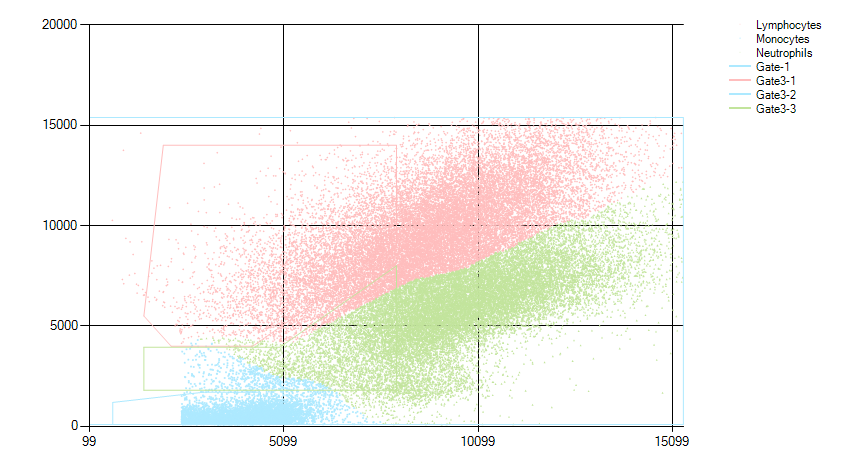 20000
15000
10000
5000
0
99
5099
10099
15099
Lymphocytes
Monocytes
Neutrophils
Gate-1
Gate3-1
Gate3-2
Gate3-3